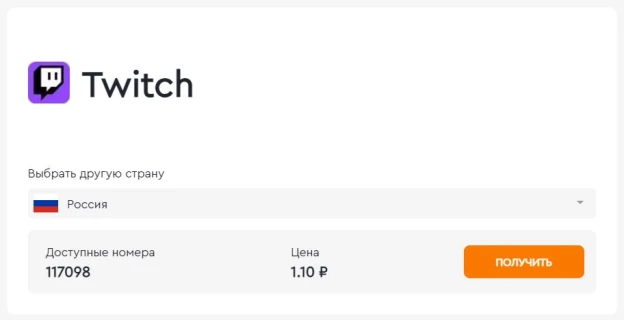 Twitch
Выбрать другую страну
Россия
Доступные номера
Цена
117098
1.10 ₽
ПОЛУЧИТЬ